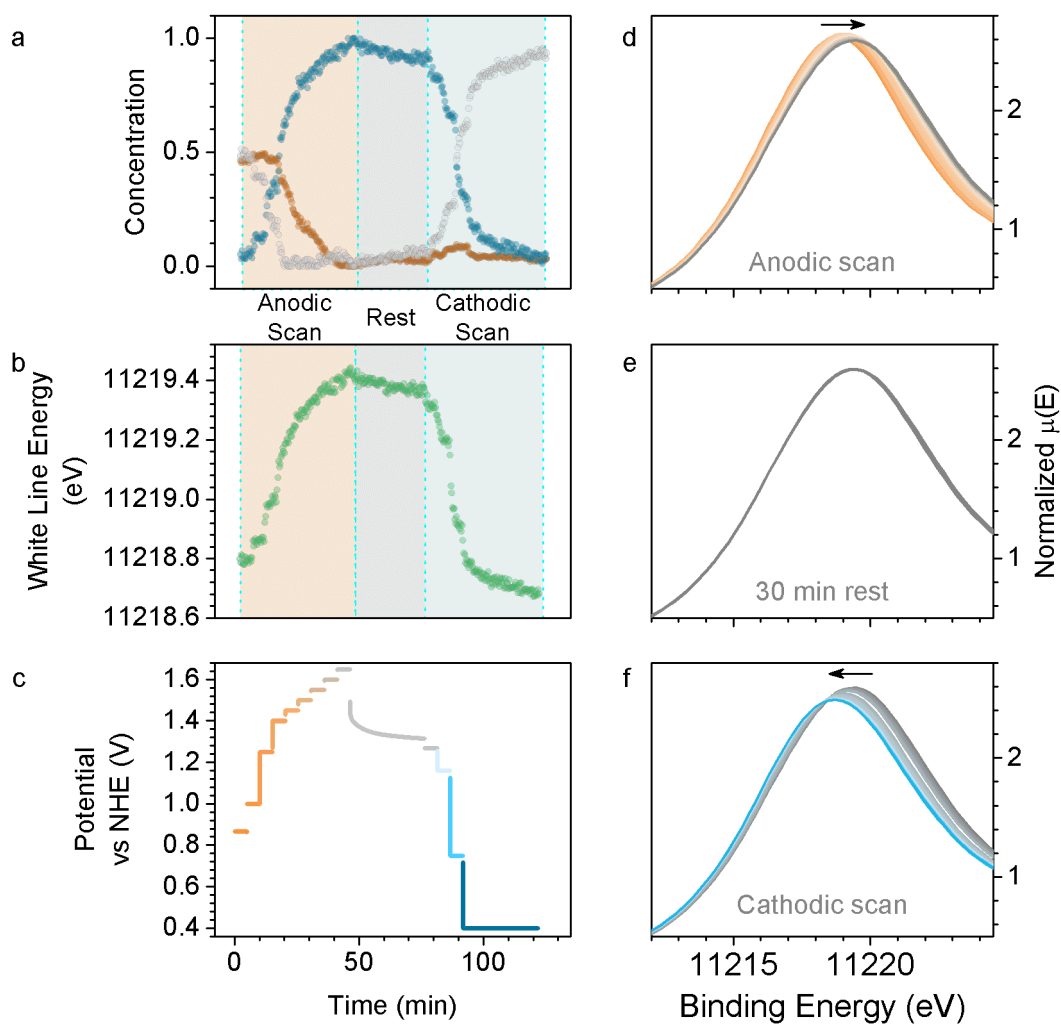 a
1.0
0.5
0.0
Concentration
Anodic
Scan
Rest
Cathodic
Scan
b
11219.4
11219.2
11219.0
11218.8
11218.6
White Line Energy
(eV)
c
1.6
1.4
1.2
1.0
0.8
0.6
0.4
Potential
vs NHE (V)
0
50
100
Time (min)
d
2
1
Anodic scan
e
2
1
30 min rest
Normalized μ(E)
f
2
1
Cathodic scan
11215
11220
Binding Energy (eV)